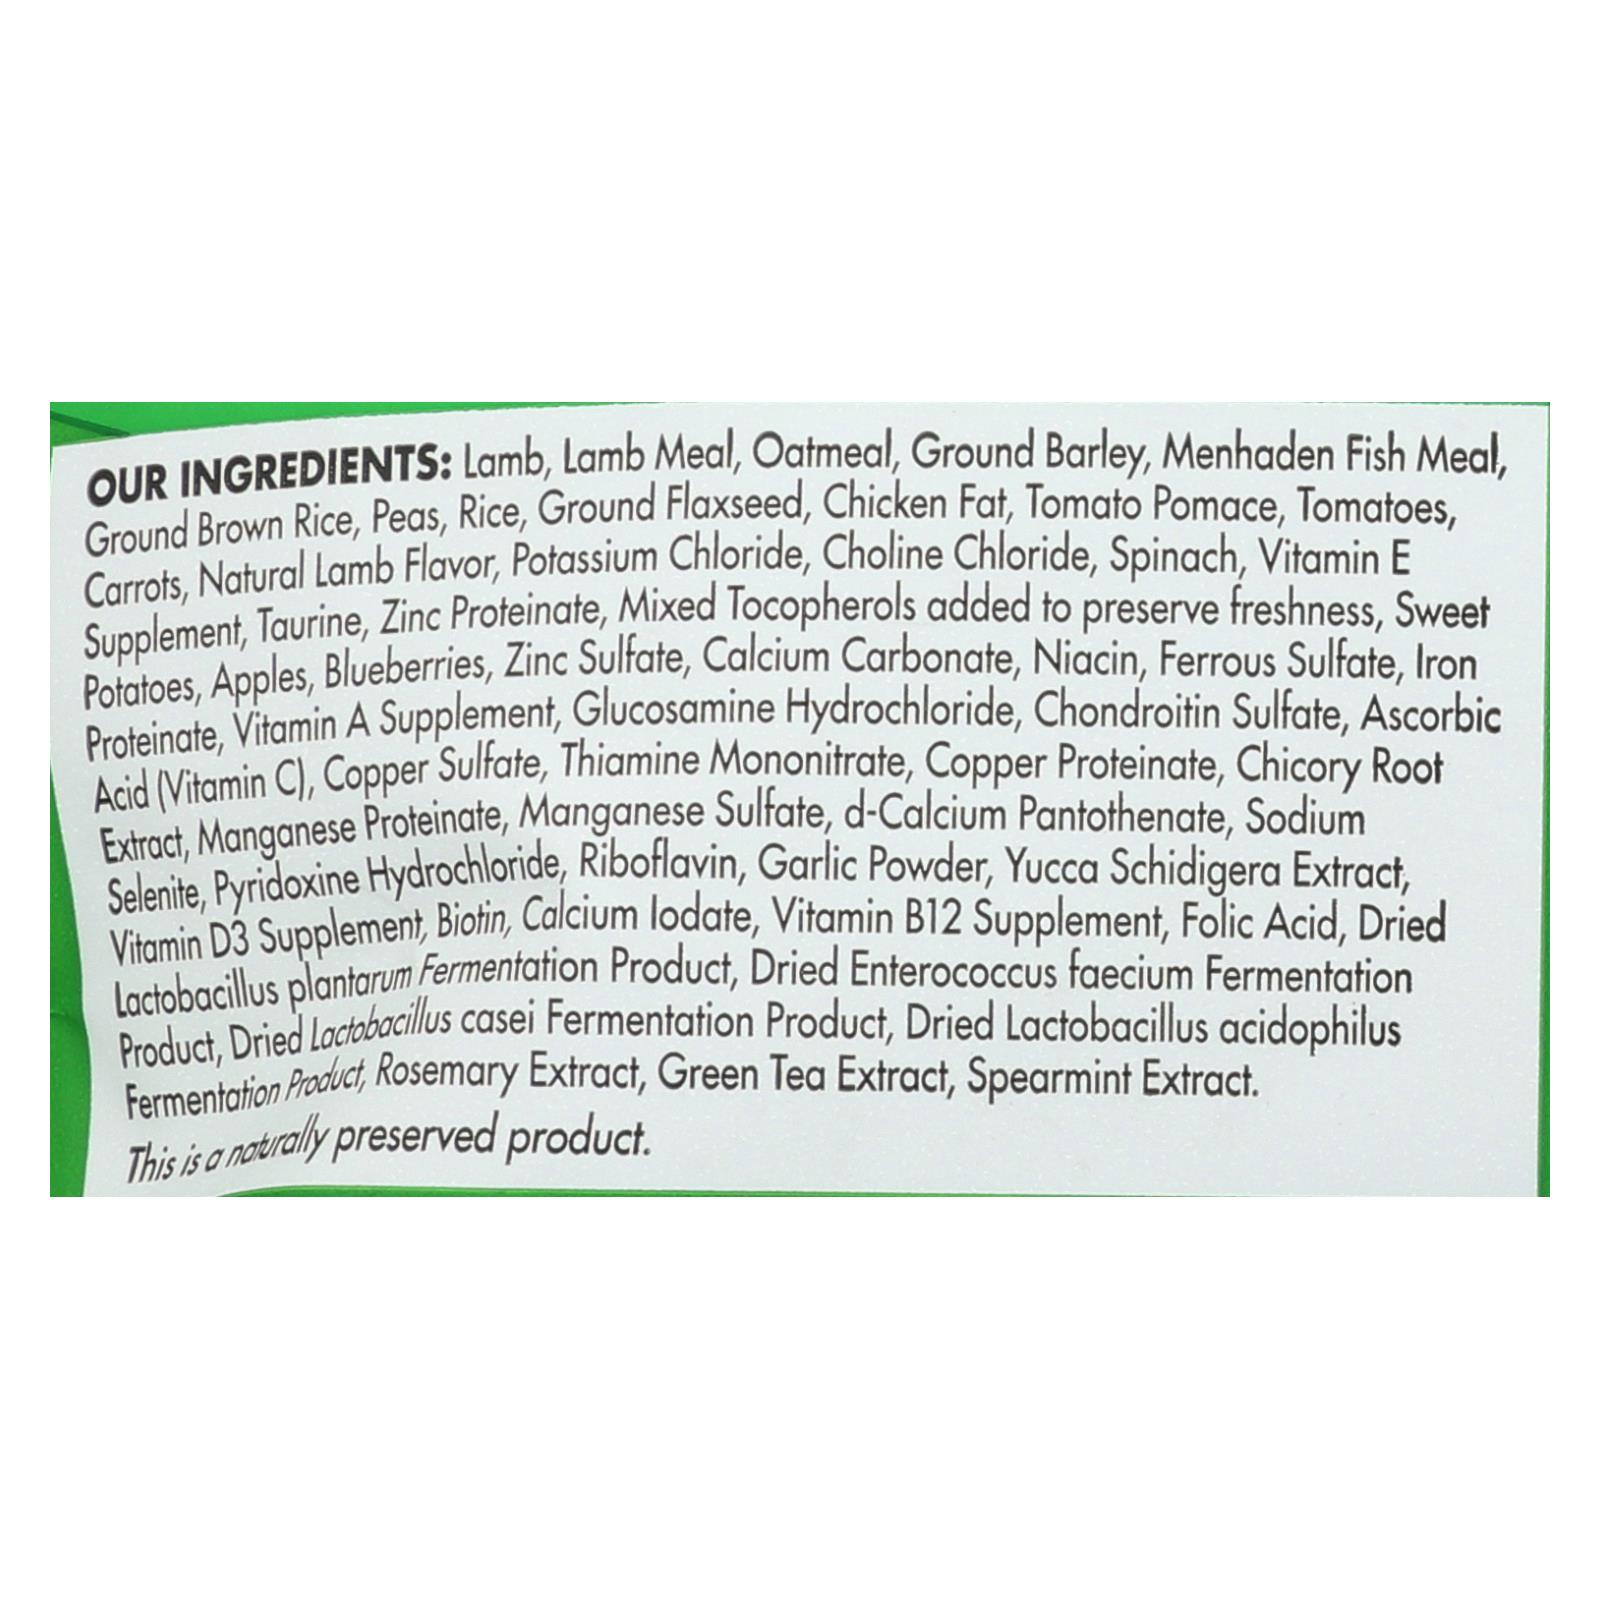 OUR INGREDIENTS: Lamb, Lamb Meal, Oatmeal, Ground Barley, Menhaden Fish Meal,
Ground Brown Rice, Peas, Rice, Ground Flaxseed, Chicken Fat, Tomato Pomace, Tomatoes,
Carrots, Natural Lamb Flavor, Potassium Chloride, Choline Chloride, Spinach, Vitamin E
Supplement, Taurine, Zinc Proteinate, Mixed Tocopherols added to preserve freshness, Sweet
Potatoes, Apples, Blueberries, Zinc Sulfate, Calcium Carbonate, Niacin, Ferrous Sulfate, Iron
Proteinate, Vitamin A Supplement, Glucosamine Hydrochloride, Chondroitin Sulfate, Ascorbic
Acid (Vitamin C), Copper Sulfate, Thiamine Mononitrate, Copper Proteinate, Chicory Root
Extract, Manganese Proteinate, Manganese Sulfate, d-Calcium Pantothenate, Sodium
Selenite, Pyridoxine Hydrochloride, Riboflavin, Garlic Powder, Yucca Schidigera Extract,
Vitamin D3 Supplement, Biotin, Calcium Iodate, Vitamin B12 Supplement, Folic Acid, Dried
Lactobacillus plantarum Fermentation Product, Dried Enterococcus faecium Fermentation
Product, Dried Lactobacillus casei Fermentation Product, Dried Lactobacillus acidophilus
Fermentation Product, Rosemary Extract, Green Tea Extract, Spearmint Extract.
This is a naturally preserved product.